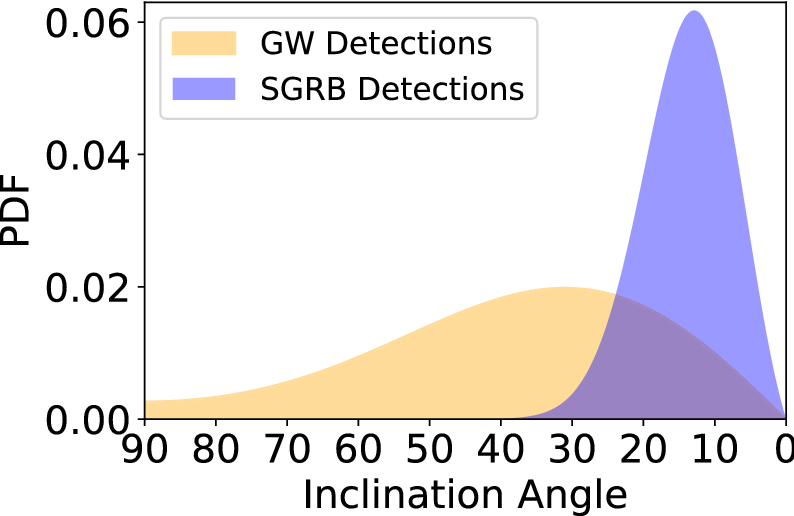 0.06
GW Detections
SGRB Detections
0.04
PDF
0.02
0.00
90 80 70 60 50 40 30 20 10 0
Inclination Angle